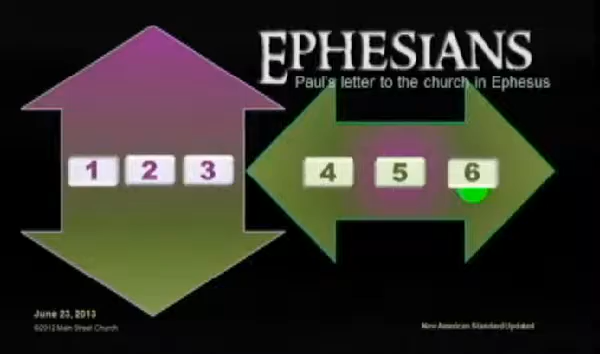 EPHESIANS
Paul's letter to the church in Ephesus
1 2 3 4 5 6
June 23, 2013
©2012 Main Street Church
New American Standard Updated